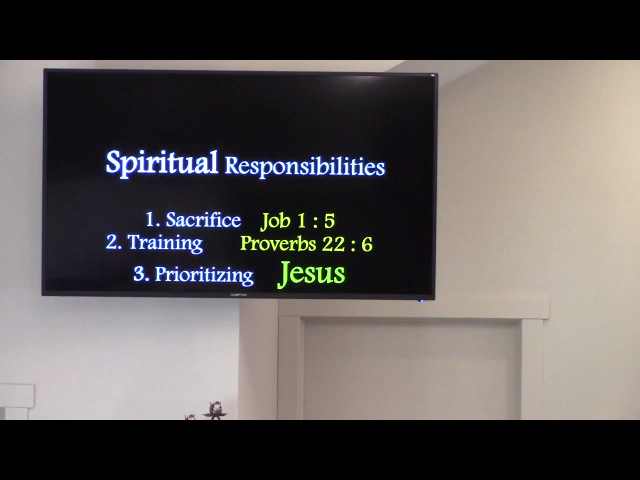 Spiritual Responsibilities
1. Sacrifice Job 1 : 5
2. Training Proverbs 22 : 6
3. Prioritizing Jesus